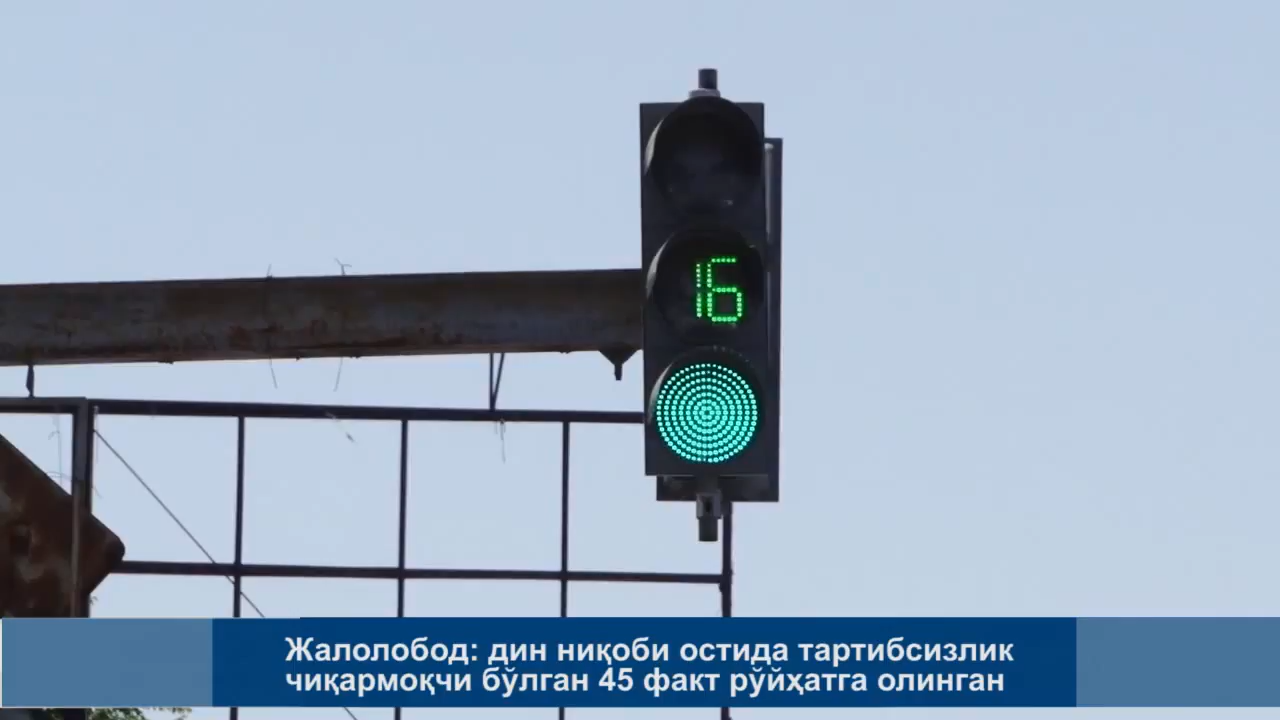 16
Жалолобод: дин ниқоби остида тартибсизлик
чиқармоқчи бўлган 45 факт рўйҳатга олинган